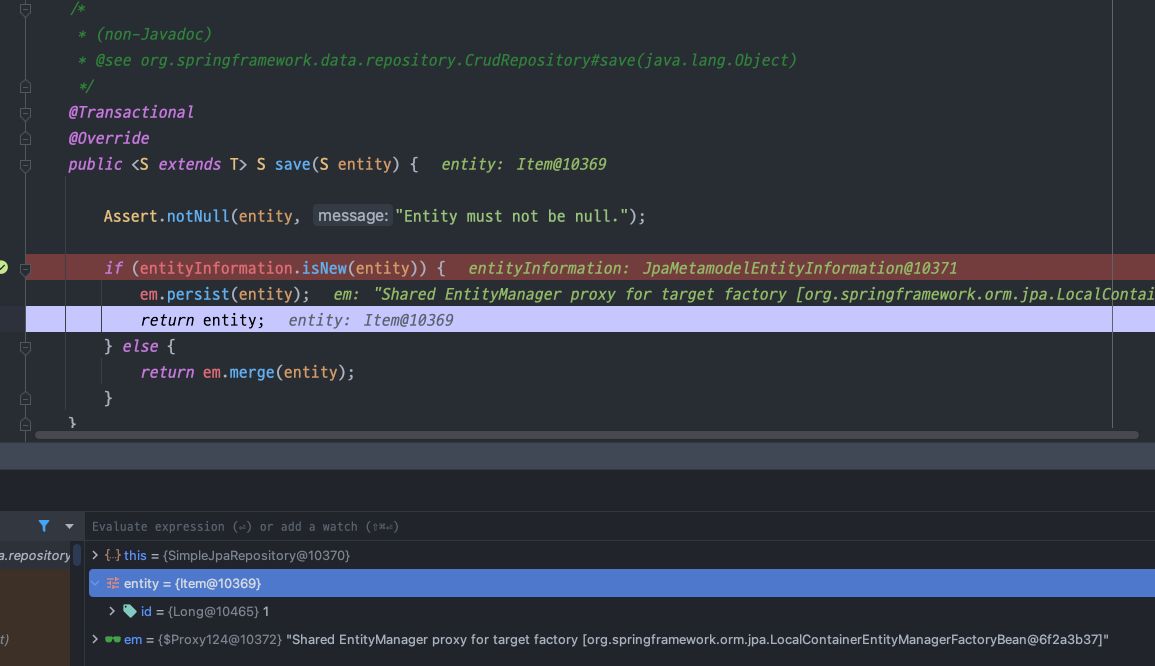 /*
* (non-Javadoc)
* @see org.springframework.data.repository.CrudRepository#save(java.lang.Object)
*/
@Transactional
@Override
public <S extends T> S save(S entity) { entity: Item@10369
Assert.notNull(entity, message: "Entity must not be null.");
if (entityInformation.isNew(entity)) { entityInformation: JpaMetamodelEntityInformation@10371
em.persist(entity); em: "Shared EntityManager proxy for target factory [org.springframework.orm.jpa.LocalContai
return entity; entity: Item@10369
} else {
return em.merge(entity);
}
}
Evaluate expression (⏎) or add a watch (⇧⌘⏎)
a.repository
this = {SimpleJpaRepository@10370}
entity = {Item@10369}
id = {Long@10465} 1
t)
em = {$Proxy124@10372} "Shared EntityManager proxy for target factory [org.springframework.orm.jpa.LocalContainerEntityManagerFactoryBean@6f2a3b37]"